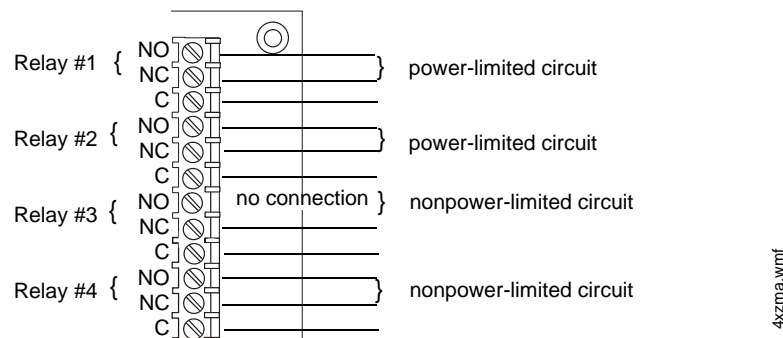 Relay #1 { NO } power-limited circuit
NC
C
Relay #2 { NO } power-limited circuit
NC
C
Relay #3 { NO no connection } nonpower-limited circuit
NC
C
Relay #4 { NO } nonpower-limited circuit
NC
C
4xzma.wmf